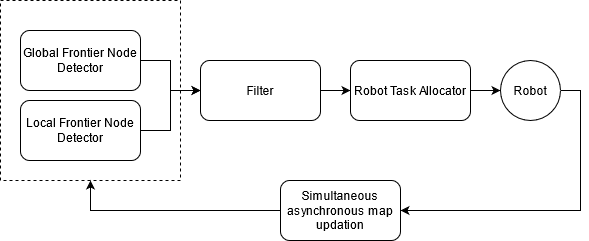 Global Frontier Node
Detector
Local Frontier Node
Detector
Filter
Robot Task Allocator
Robot
Simultaneous
asynchronous map
updation